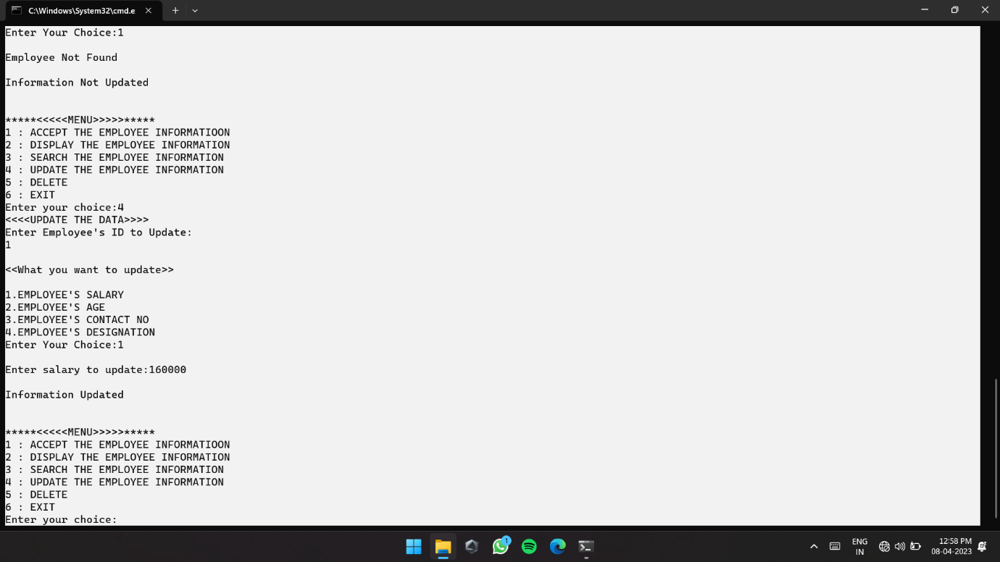 C:\Windows\System32\cmd.e
Enter Your Choice:1
Employee Not Found
Information Not Updated
*****<<<<<MENU>>>>>*****
1 : ACCEPT THE EMPLOYEE INFORMATIOON
2 : DISPLAY THE EMPLOYEE INFORMATION
3 : SEARCH THE EMPLOYEE INFORMATION
4 : UPDATE THE EMPLOYEE INFORMATION
5 : DELETE
6 : EXIT
Enter your choice:4
<<<<UPDATE THE DATA>>>>
Enter Employee's ID to Update:
1
<<What you want to update>>
1.EMPLOYEE'S SALARY
2.EMPLOYEE'S AGE
3.EMPLOYEE'S CONTACT NO
4.EMPLOYEE'S DESIGNATION
Enter Your Choice:1
Enter salary to update:160000
Information Updated
*****<<<<<MENU>>>>>*****
1 : ACCEPT THE EMPLOYEE INFORMATIOON
2 : DISPLAY THE EMPLOYEE INFORMATION
3 : SEARCH THE EMPLOYEE INFORMATION
4 : UPDATE THE EMPLOYEE INFORMATION
5 : DELETE
6 : EXIT
Enter your choice:
1
ENG
IN
12:58 PM
08-04-2023